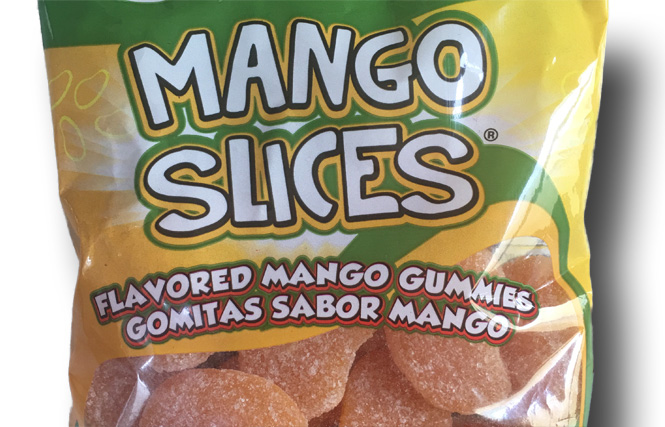 MANGO
SLICES®
FLAVORED MANGO GUMMIES
GOMITAS SABOR MANGO